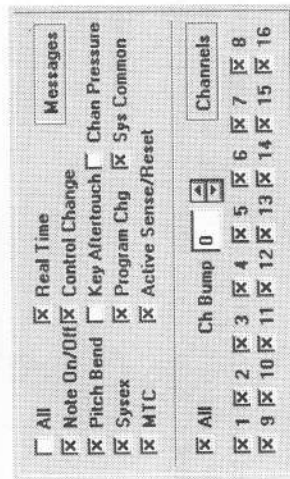 All Real Time Messages
Note On/Off Control Change
Pitch Bend Key Aftertouch Chan Pressure
Sysex Program Chg Sys Common
MTC Active Sense/Reset
All Ch Bump 0 Channels
1 2 3 4 5 6 7 8
9 10 11 12 13 14 15 16